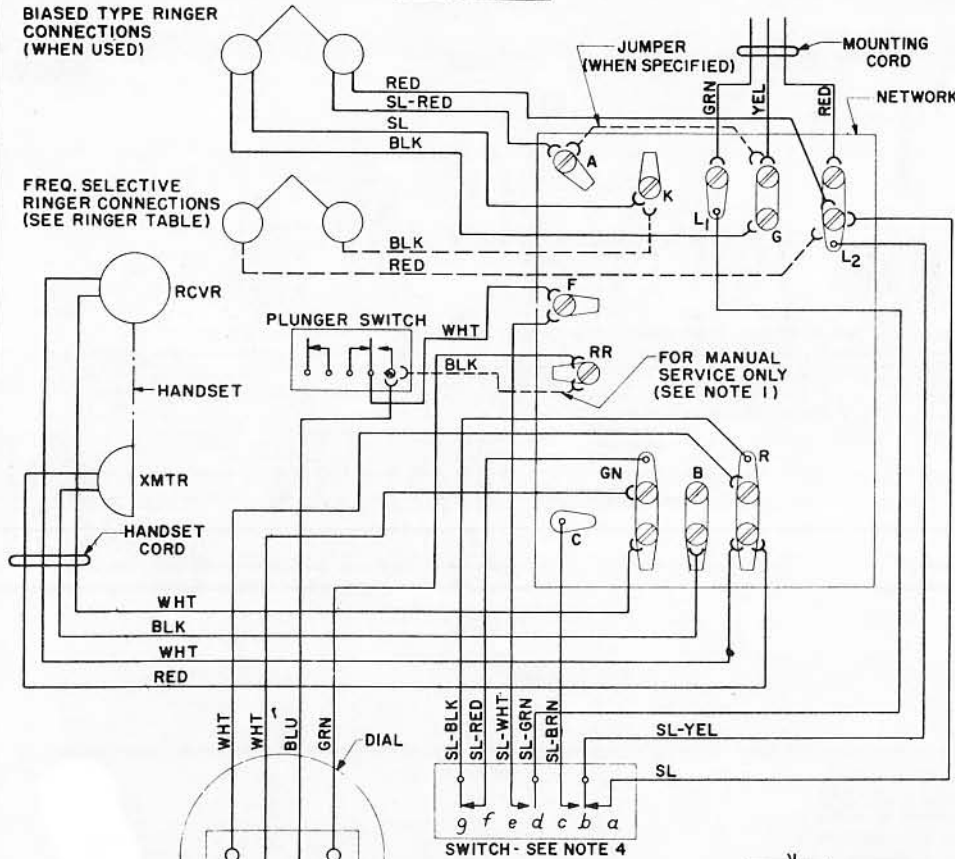 BIASED TYPE RINGER
CONNECTIONS
(WHEN USED)
JUMPER
(WHEN SPECIFIED)
MOUNTING
CORD
NETWORK
RED
SL-RED
SL
BLK
GRN
YEL
RED
A
K
L1
G
L2
FREQ. SELECTIVE
RINGER CONNECTIONS
(SEE RINGER TABLE)
BLK
RED
RCVR
F
PLUNGER SWITCH
WHT
BLK
RR
FOR MANUAL
SERVICE ONLY
(SEE NOTE 1)
HANDSET
XMTR
GN
B
R
C
HANDSET
CORD
WHT
BLK
WHT
RED
WHT
WHT
BLU
GRN
DIAL
SL-BLK
SL-RED
SL-WHT
SL-GRN
SL-BRN
SL-YEL
SL
g f e d c b a
SWITCH - SEE NOTE 4